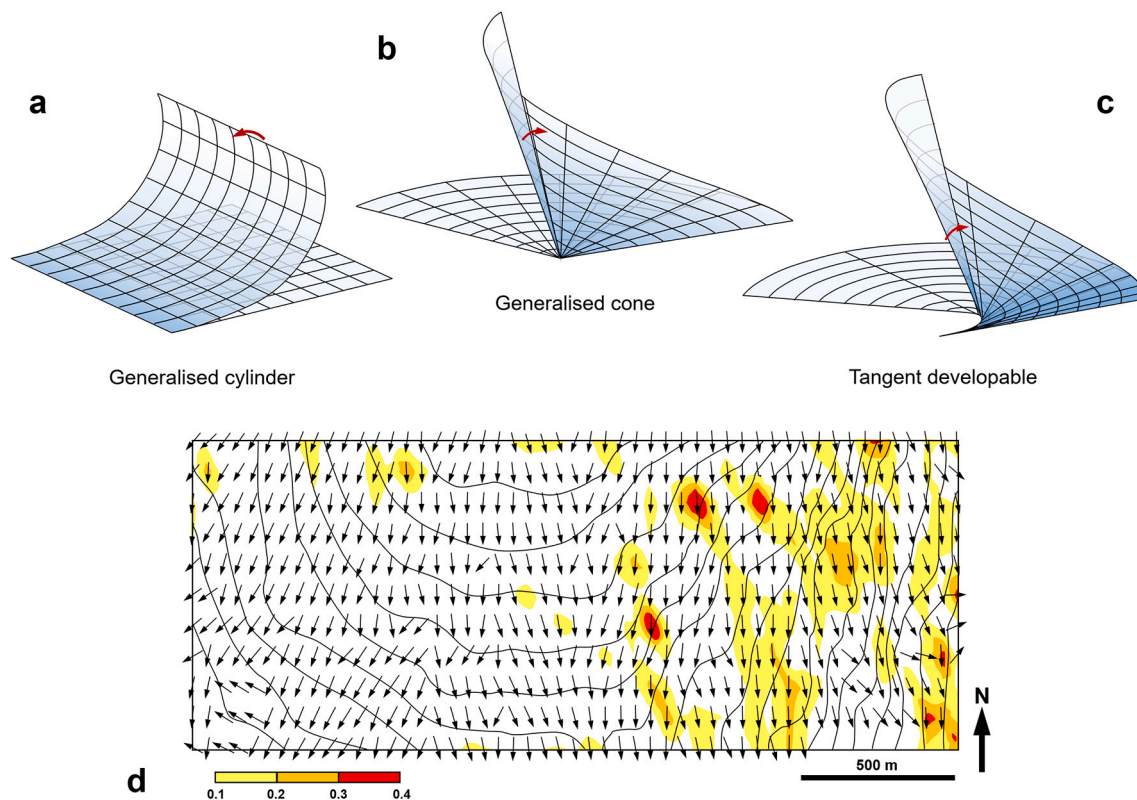 b
a
c
Generalised cone
Generalised cylinder
Tangent developable
N
d
500 m
0.1 0.2 0.3 0.4